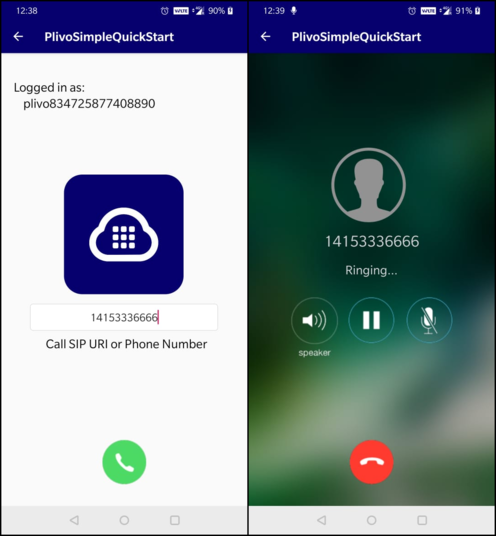 12:38
VoLTE
90%
PlivoSimpleQuickStart
Logged in as:
plivo834725877408890
14153336666
Call SIP URI or Phone Number
12:39
VoLTE
91%
PlivoSimpleQuickStart
14153336666
Ringing...
speaker